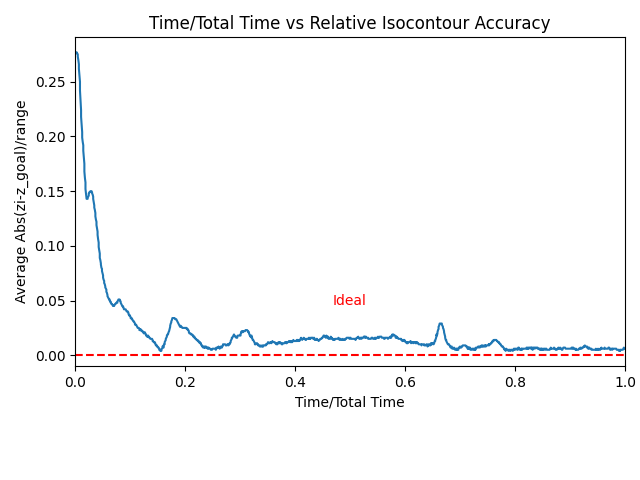 Time/Total Time vs Relative Isocontour Accuracy
Average Abs(zi-z_goal)/range
0.25
0.20
0.15
0.10
0.05
0.00
Ideal
0.0 0.2 0.4 0.6 0.8 1.0
Time/Total Time